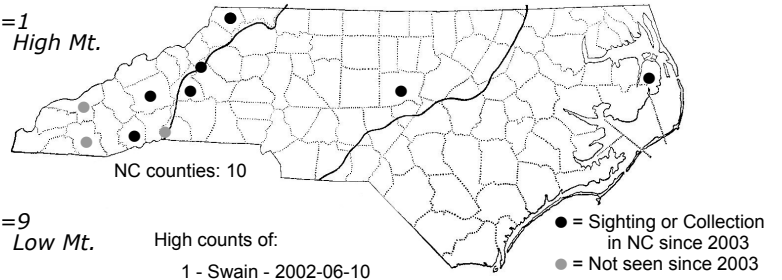 =1
High Mt.
NC counties: 10
=9
Low Mt.
High counts of:
1 - Swain - 2002-06-10
= Sighting or Collection
in NC since 2003
= Not seen since 2003